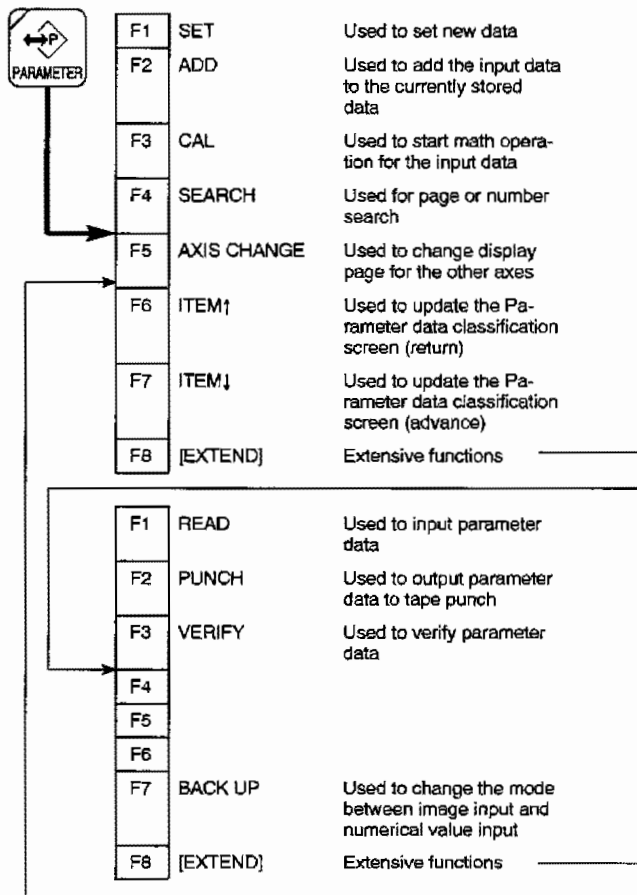 P
PARAMETER
F1 SET Used to set new data
F2 ADD Used to add the input data
to the currently stored
data
F3 CAL Used to start math opera-
tion for the input data
F4 SEARCH Used for page or number
search
F5 AXIS CHANGE Used to change display
page for the other axes
F6 ITEM↑ Used to update the Pa-
rameter data classification
screen (return)
F7 ITEM↓ Used to update the Pa-
rameter data classification
screen (advance)
F8 [EXTEND] Extensive functions
F1 READ Used to input parameter
data
F2 PUNCH Used to output parameter
data to tape punch
F3 VERIFY Used to verify parameter
data
F4
F5
F6
F7 BACK UP Used to change the mode
between image input and
numerical value input
F8 [EXTEND] Extensive functions